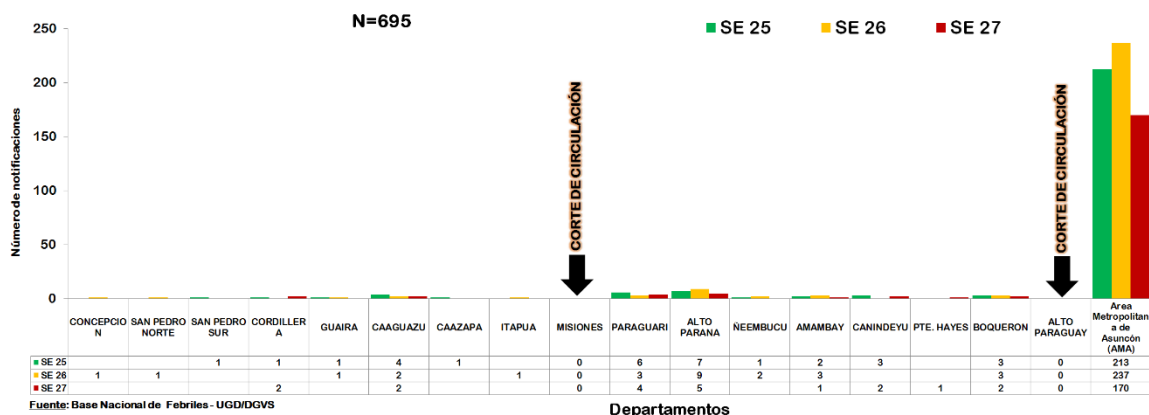 N=695
SE 25 SE 26 SE 27
Número de notificaciones
250
200
150
100
50
0
CORTE DE CIRCULACIÓN
CORTE DE CIRCULACIÓN
CONCEPCIO
N
SAN PEDRO
NORTE
SAN PEDRO
SUR
CORDILLER
A
GUAIRA
CAAGUAZU
CAAZAPA
ITAPUA
MISIONES
PARAGUARI
ALTO
PARANA
ÑEEMBUCU
AMAMBAY
CANINDEYU
PTE. HAYES
BOQUERON
ALTO
PARAGUAY
Area
Metropolitan
a de
Asuncón
(AMA)
SE 25 1 1 1 4 1 0 6 7 1 2 3 3 0 213
SE 26 1 1 1 2 1 0 3 9 2 3 3 0 237
SE 27 2 2 0 4 5 1 2 1 2 0 170
Fuente: Base Nacional de Febriles - UGD/DGVS
Departamentos